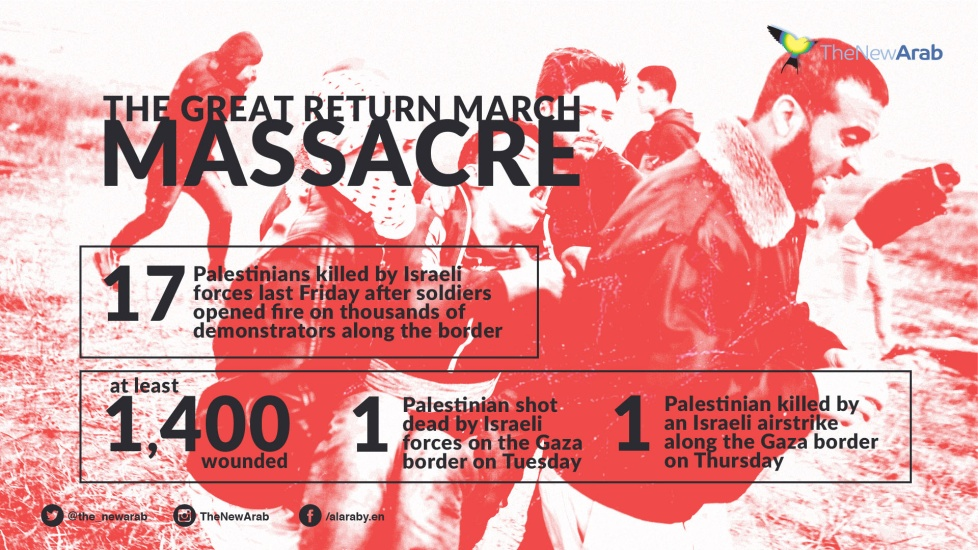 TheNewArab
THE GREAT RETURN MARCH
MASSACRE
17
Palestinians killed by Israeli
forces last Friday after soldiers
opened fire on thousands of
demonstrators along the border
at least
1,400
wounded
1
Palestinian shot
dead by Israeli
forces on the Gaza
border on Tuesday
1
Palestinian killed by
an Israeli airstrike
along the Gaza border
on Thursday
@the_newarab
TheNewArab
/alaraby.en